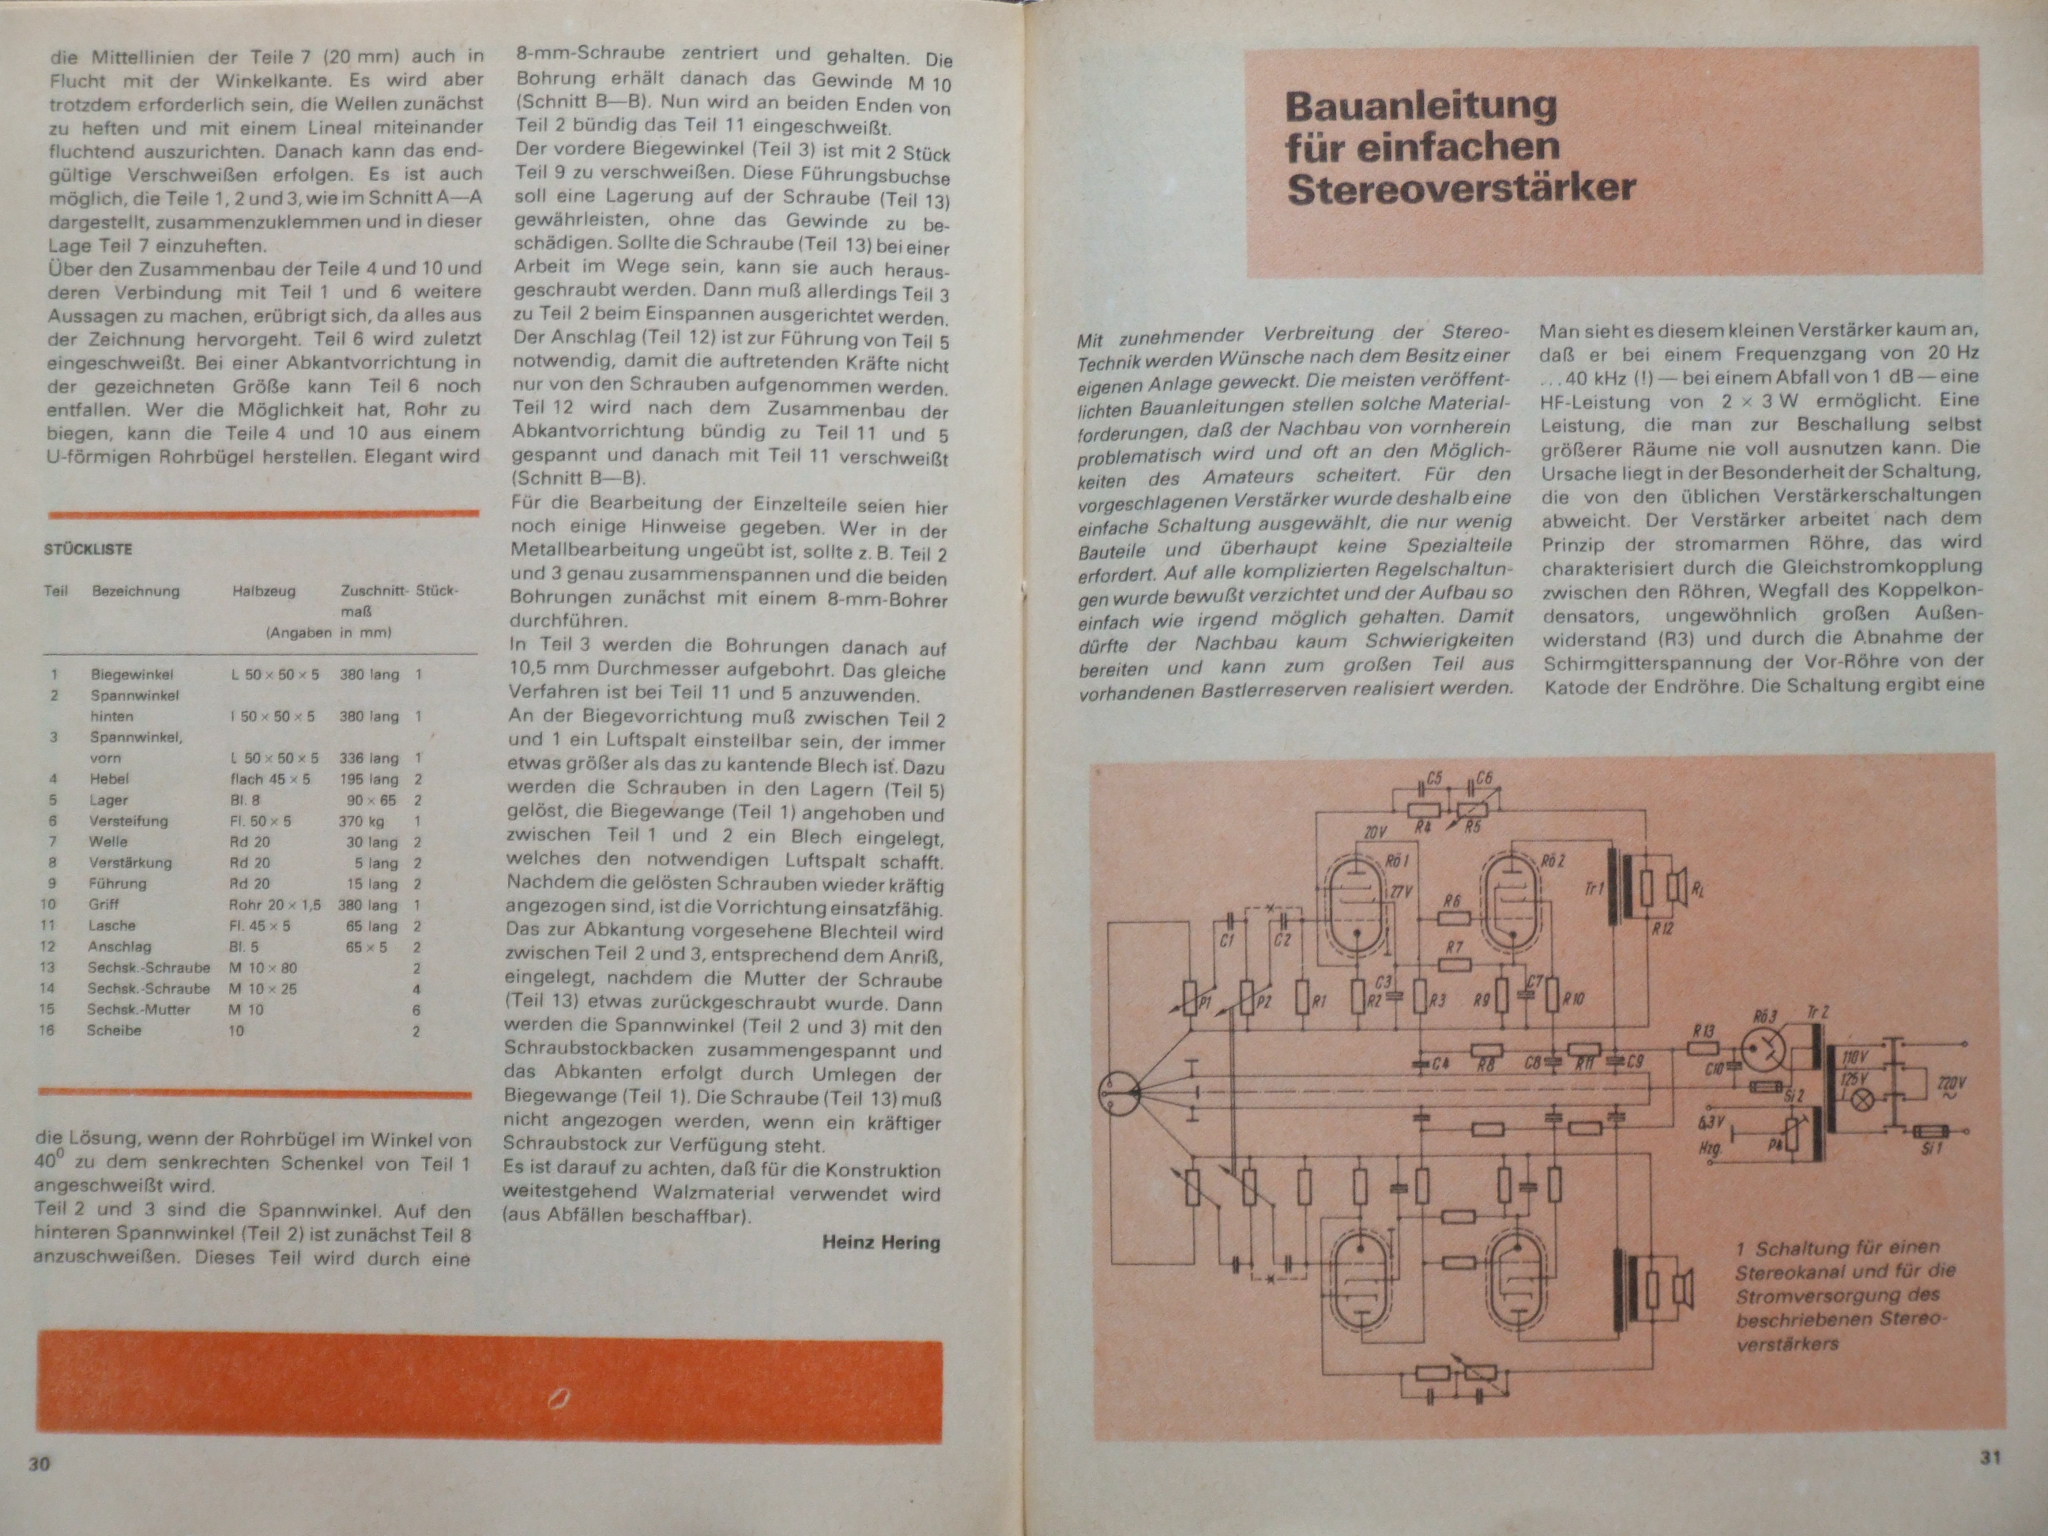 die Mittellinien der Teile 7 (20 mm) auch in
Flucht mit der Winkelkante. Es wird aber
trotzdem erforderlich sein, die Wellen zunächst
zu heften und mit einem Lineal miteinander
fluchtend auszurichten. Danach kann das end-
gültige Verschweißen erfolgen. Es ist auch
möglich, die Teile 1, 2 und 3, wie im Schnitt A—A
dargestellt, zusammenzuklemmen und in dieser
Lage Teil 7 einzuheften.
Über den Zusammenbau der Teile 4 und 10 und
deren Verbindung mit Teil 1 und 6 weitere
Aussagen zu machen, erübrigt sich, da alles aus
der Zeichnung hervorgeht. Teil 6 wird zuletzt
eingeschweißt. Bei einer Abkantvorrichtung in
der gezeichneten Größe kann Teil 6 noch
entfallen. Wer die Möglichkeit hat, Rohr zu
biegen, kann die Teile 4 und 10 aus einem
U-förmigen Rohrbügel herstellen. Elegant wird
STÜCKLISTE
Teil Bezeichnung Halbzeug Zuschnitt- Stück-
maß
(Angaben in mm)
1 Biegewinkel L 50 × 50 × 5 380 lang 1
2 Spannwinkel
hinten l 50 × 50 × 5 380 lang 1
3 Spannwinkel,
vorn L 50 × 50 × 5 336 lang 1
4 Hebel flach 45 × 5 195 lang 2
5 Lager Bl. 8 90 × 65 2
6 Versteifung Fl. 50 × 5 370 kg 1
7 Welle Rd 20 30 lang 2
8 Verstärkung Rd 20 5 lang 2
9 Führung Rd 20 15 lang 2
10 Griff Rohr 20 × 1,5 380 lang 1
11 Lasche Fl. 45 × 5 65 lang 2
12 Anschlag Bl. 5 65 × 5 2
13 Sechsk.-Schraube M 10 × 80 2
14 Sechsk.-Schraube M 10 × 25 4
15 Sechsk.-Mutter M 10 6
16 Scheibe 10 2
die Lösung, wenn der Rohrbügel im Winkel von
40⁰ zu dem senkrechten Schenkel von Teil 1
angeschweißt wird.
Teil 2 und 3 sind die Spannwinkel. Auf den
hinteren Spannwinkel (Teil 2) ist zunächst Teil 8
anzuschweißen. Dieses Teil wird durch eine
8-mm-Schraube zentriert und gehalten. Die
Bohrung erhält danach das Gewinde M 10
(Schnitt B—B). Nun wird an beiden Enden von
Teil 2 bündig das Teil 11 eingeschweißt.
Der vordere Biegewinkel (Teil 3) ist mit 2 Stück
Teil 9 zu verschweißen. Diese Führungsbuchse
soll eine Lagerung auf der Schraube (Teil 13)
gewährleisten, ohne das Gewinde zu be-
schädigen. Sollte die Schraube (Teil 13) bei einer
Arbeit im Wege sein, kann sie auch heraus-
geschraubt werden. Dann muß allerdings Teil 3
zu Teil 2 beim Einspannen ausgerichtet werden.
Der Anschlag (Teil 12) ist zur Führung von Teil 5
notwendig, damit die auftretenden Kräfte nicht
nur von den Schrauben aufgenommen werden.
Teil 12 wird nach dem Zusammenbau der
Abkantvorrichtung bündig zu Teil 11 und 5
gespannt und danach mit Teil 11 verschweißt
(Schnitt B—B).
Für die Bearbeitung der Einzelteile seien hier
noch einige Hinweise gegeben. Wer in der
Metallbearbeitung ungeübt ist, sollte z. B. Teil 2
und 3 genau zusammenspannen und die beiden
Bohrungen zunächst mit einem 8-mm-Bohrer
durchführen.
In Teil 3 werden die Bohrungen danach auf
10,5 mm Durchmesser aufgebohrt. Das gleiche
Verfahren ist bei Teil 11 und 5 anzuwenden.
An der Biegevorrichtung muß zwischen Teil 2
und 1 ein Luftspalt einstellbar sein, der immer
etwas größer als das zu kantende Blech ist. Dazu
werden die Schrauben in den Lagern (Teil 5)
gelöst, die Biegewange (Teil 1) angehoben und
zwischen Teil 1 und 2 ein Blech eingelegt,
welches den notwendigen Luftspalt schafft.
Nachdem die gelösten Schrauben wieder kräftig
angezogen sind, ist die Vorrichtung einsatzfähig.
Das zur Abkantung vorgesehene Blechteil wird
zwischen Teil 2 und 3, entsprechend dem Anriß,
eingelegt, nachdem die Mutter der Schraube
(Teil 13) etwas zurückgeschraubt wurde. Dann
werden die Spannwinkel (Teil 2 und 3) mit den
Schraubstockbacken zusammengespannt und
das Abkanten erfolgt durch Umlegen der
Biegewange (Teil 1). Die Schraube (Teil 13) muß
nicht angezogen werden, wenn ein kräftiger
Schraubstock zur Verfügung steht.
Es ist darauf zu achten, daß für die Konstruktion
weitestgehend Walzmaterial verwendet wird
(aus Abfällen beschaffbar).
Heinz Hering
30
Bauanleitung
für einfachen
Stereoverstärker
Mit zunehmender Verbreitung der Stereo-
Technik werden Wünsche nach dem Besitz einer
eigenen Anlage geweckt. Die meisten veröffent-
lichten Bauanleitungen stellen solche Material-
forderungen, daß der Nachbau von vornherein
problematisch wird und oft an den Möglich-
keiten des Amateurs scheitert. Für den
vorgeschlagenen Verstärker wurde deshalb eine
einfache Schaltung ausgewählt, die nur wenig
Bauteile und überhaupt keine Spezialteile
erfordert. Auf alle komplizierten Regelschaltun-
gen wurde bewußt verzichtet und der Aufbau so
einfach wie irgend möglich gehalten. Damit
dürfte der Nachbau kaum Schwierigkeiten
bereiten und kann zum großen Teil aus
vorhandenen Bastlerreserven realisiert werden.
Man sieht es diesem kleinen Verstärker kaum an,
daß er bei einem Frequenzgang von 20 Hz
...40 kHz (!) — bei einem Abfall von 1 dB — eine
HF-Leistung von 2 × 3 W ermöglicht. Eine
Leistung, die man zur Beschallung selbst
größerer Räume nie voll ausnutzen kann. Die
Ursache liegt in der Besonderheit der Schaltung,
die von den üblichen Verstärkerschaltungen
abweicht. Der Verstärker arbeitet nach dem
Prinzip der stromarmen Röhre, das wird
charakterisiert durch die Gleichstromkopplung
zwischen den Röhren, Wegfall des Koppelkon-
densators, ungewöhnlich großen Außen-
widerstand (R3) und durch die Abnahme der
Schirmgitterspannung der Vor-Röhre von der
Katode der Endröhre. Die Schaltung ergibt eine
C5 C6
R4 R5
20V
Rö1 Rö2
27V
Tr1 RL
R6
C1 C2 R12
R7
P1 P2 R1 R2 C3 R3 R9 C7 R10
R13 Rö3 Tr2
C4 R8 C8 R11 C9 C10
110V
125V
Si2 220V
~
6,3V
Hzg. P4 Si1
1 Schaltung für einen
Stereokanal und für die
Stromversorgung des
beschriebenen Stereo-
verstärkers
31